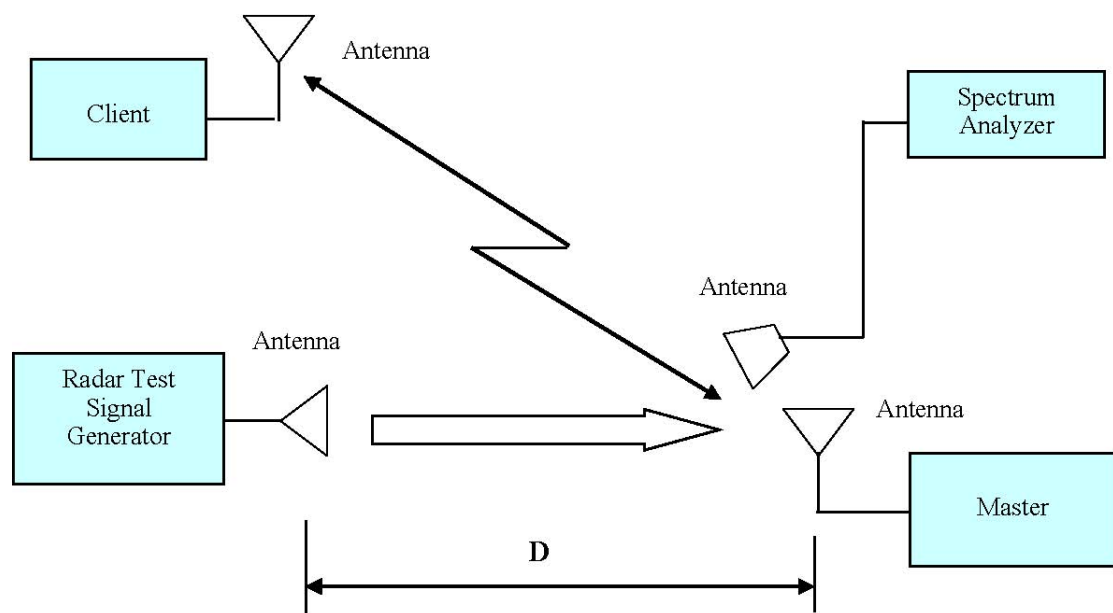 Antenna
Client
Spectrum
Analyzer
Antenna
Antenna
Radar Test
Signal
Generator
Antenna
Master
D